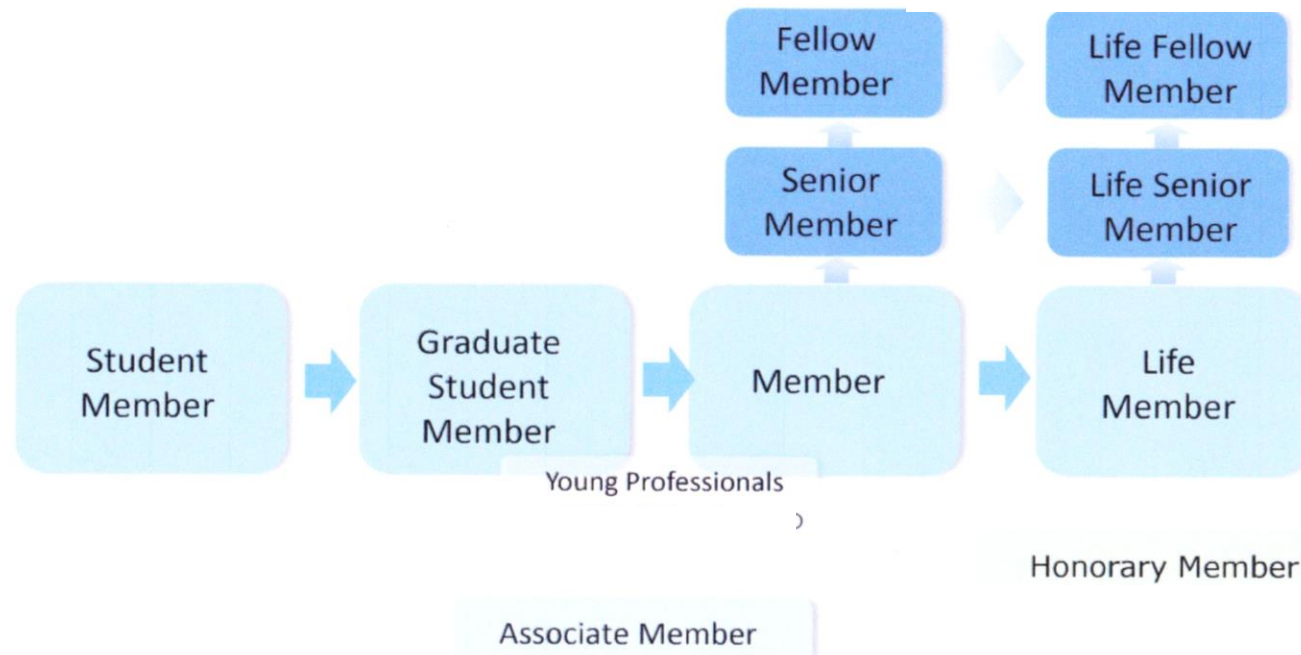 Fellow
Member
Life Fellow
Member
Senior
Member
Life Senior
Member
Student
Member
Graduate
Student
Member
Member
Life
Member
Young Professionals
Honorary Member
Associate Member